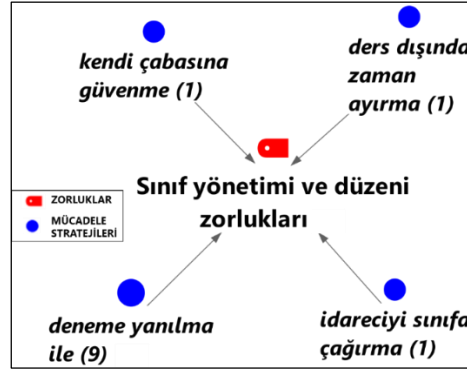 kendi çabasına
güvenme (1)
ders dışında
zaman
ayırma (1)
Sınıf yönetimi ve düzeni
zorlukları
ZORLUKLAR
MÜCADELE
STRATEJİLERİ
deneme yanılma
ile (9)
idareciyi sınıfa
çağırma (1)